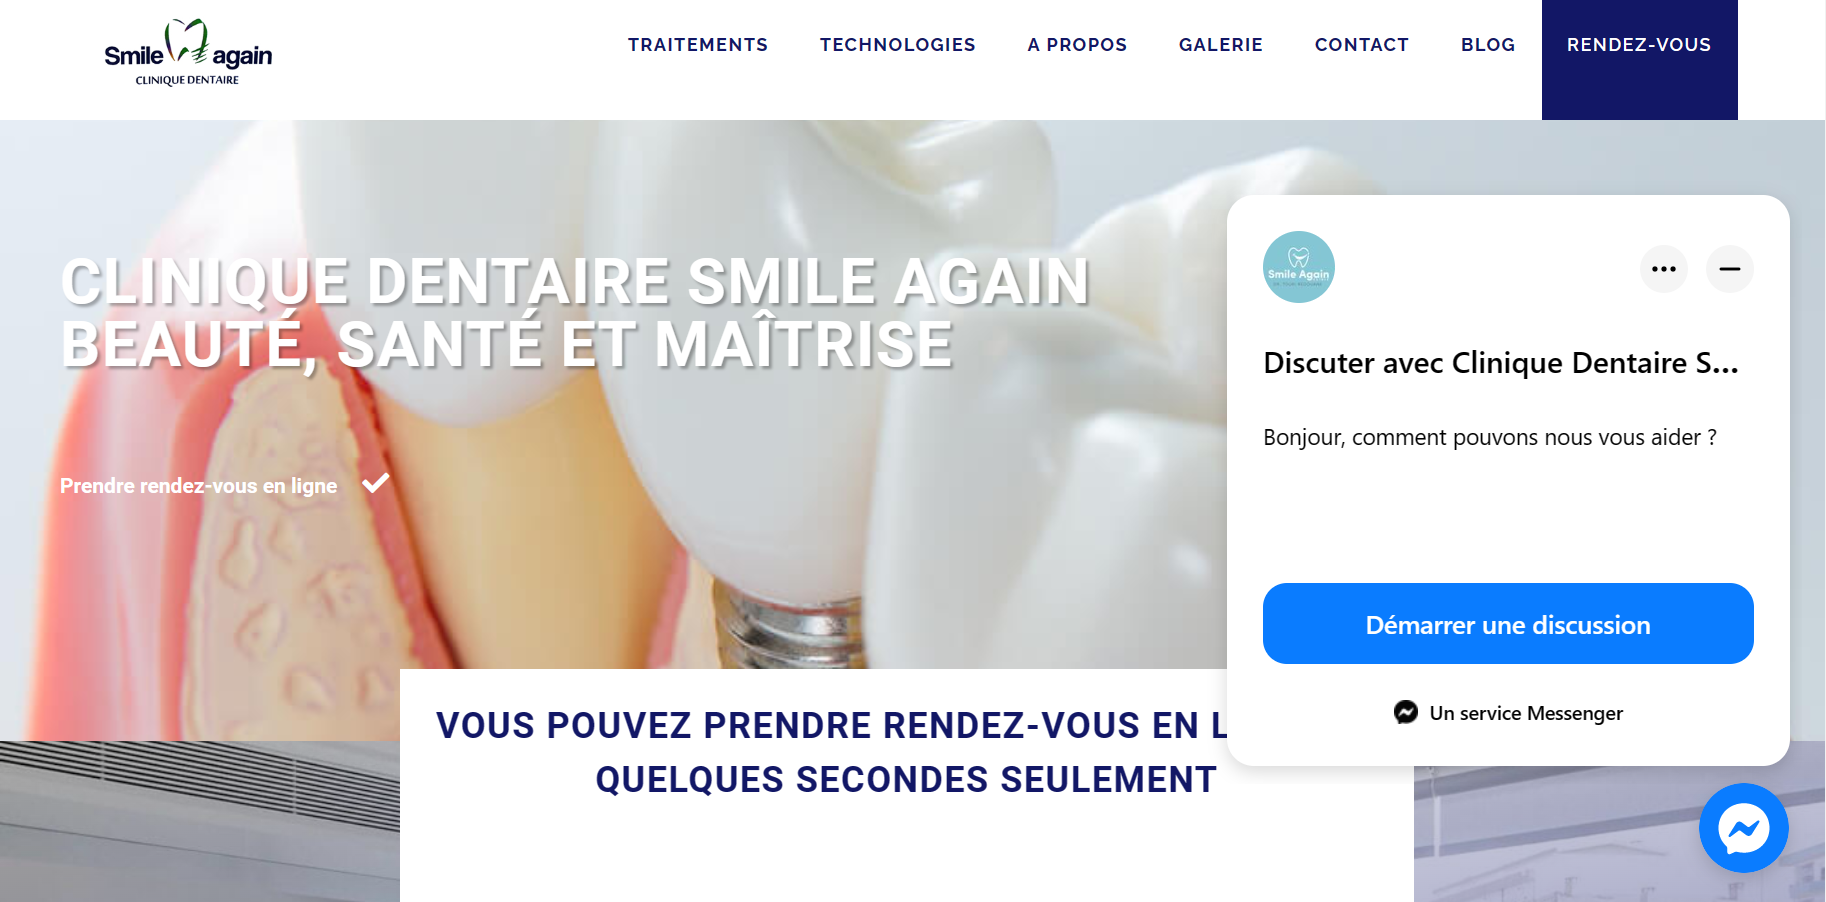 Smile again
CLINIQUE DENTAIRE
TRAITEMENTS
TECHNOLOGIES
A PROPOS
GALERIE
CONTACT
BLOG
RENDEZ-VOUS
CLINIQUE DENTAIRE SMILE AGAIN
BEAUTÉ, SANTÉ ET MAÎTRISE
Prendre rendez-vous en ligne
Smile Again
Discuter avec Clinique Dentaire S...
Bonjour, comment pouvons nous vous aider ?
Démarrer une discussion
Un service Messenger
VOUS POUVEZ PRENDRE RENDEZ-VOUS EN L
QUELQUES SECONDES SEULEMENT